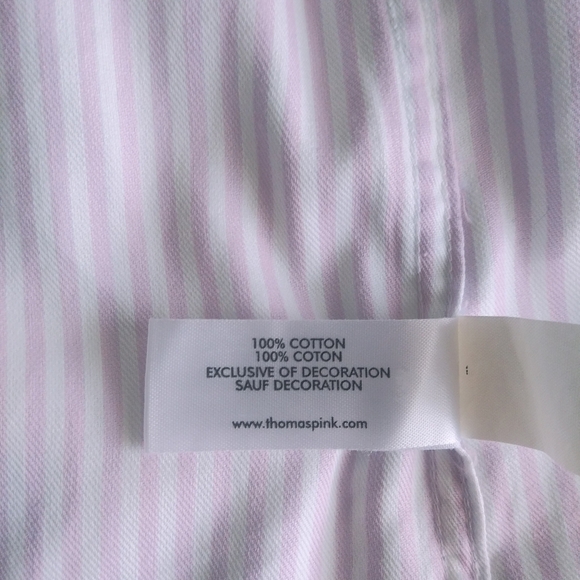 100% COTTON
100% COTON
EXCLUSIVE OF DECORATION
SAUF DECORATION
www.thomaspink.com